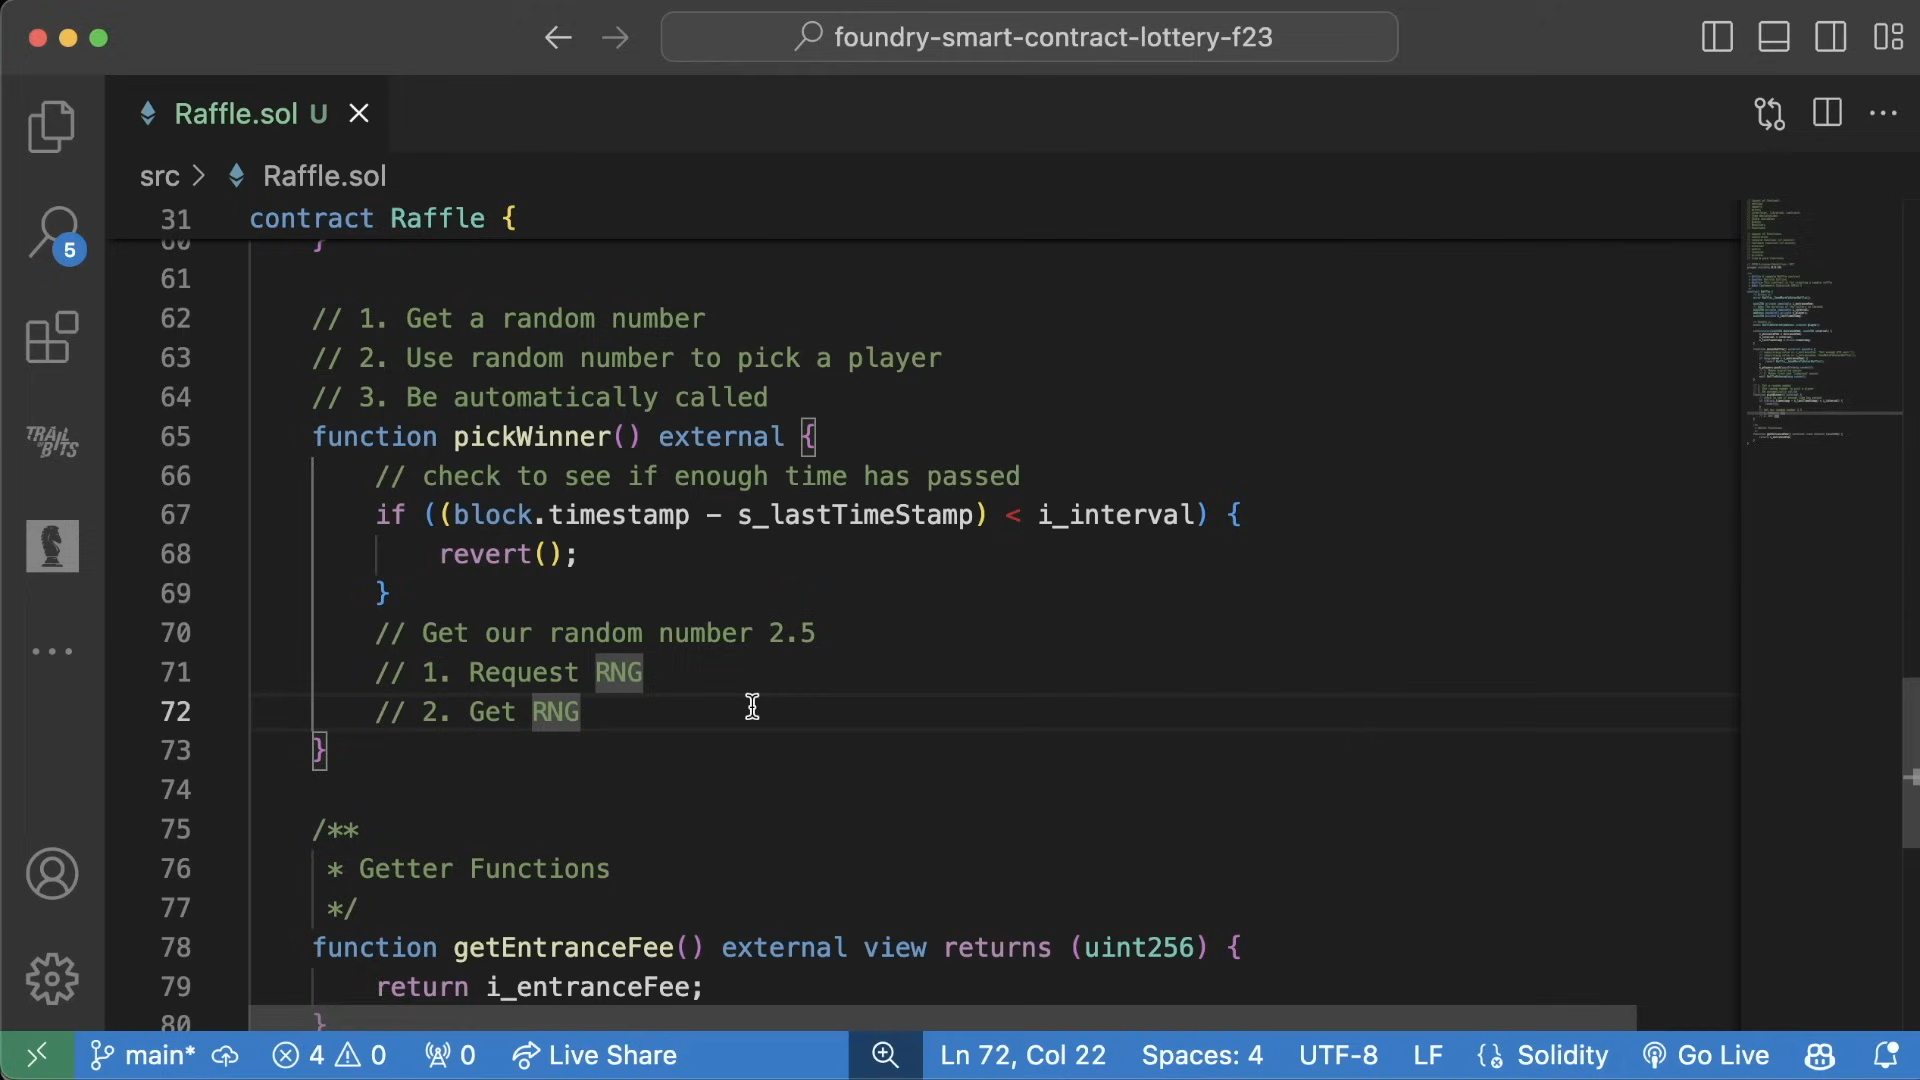 foundry-smart-contract-lottery-f23
Raffle.sol U
src > Raffle.sol
5
TRAIL OF BITS
31 contract Raffle {
60 }
61
62 // 1. Get a random number
63 // 2. Use random number to pick a player
64 // 3. Be automatically called
65 function pickWinner() external {
66 // check to see if enough time has passed
67 if ((block.timestamp - s_lastTimeStamp) < i_interval) {
68 revert();
69 }
70 // Get our random number 2.5
71 // 1. Request RNG
72 // 2. Get RNG
73 }
74
75 /**
76 * Getter Functions
77 */
78 function getEntranceFee() external view returns (uint256) {
79 return i_entranceFee;
80 }
main* 4 0 0 Live Share Ln 72, Col 22 Spaces: 4 UTF-8 LF Solidity Go Live